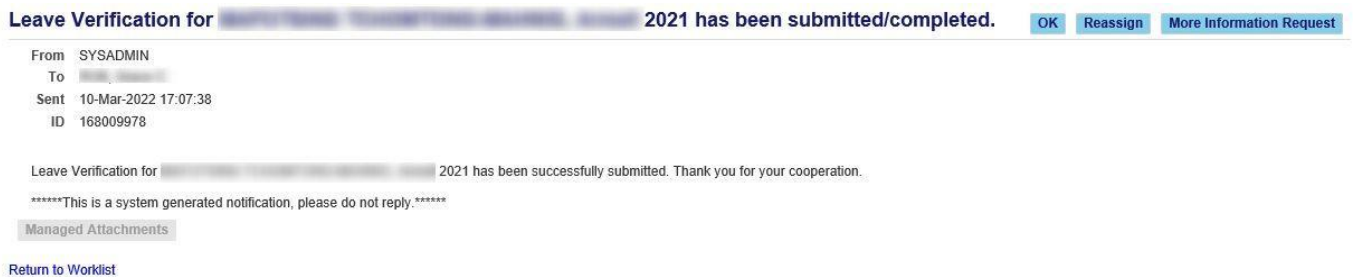 Leave Verification for 2021 has been submitted/completed. OK Reassign More Information Request
From SYSADMIN
To
Sent 10-Mar-2022 17:07:38
ID 168009978
Leave Verification for 2021 has been successfully submitted. Thank you for your cooperation.
******This is a system generated notification, please do not reply.******
Managed Attachments
Return to Worklist